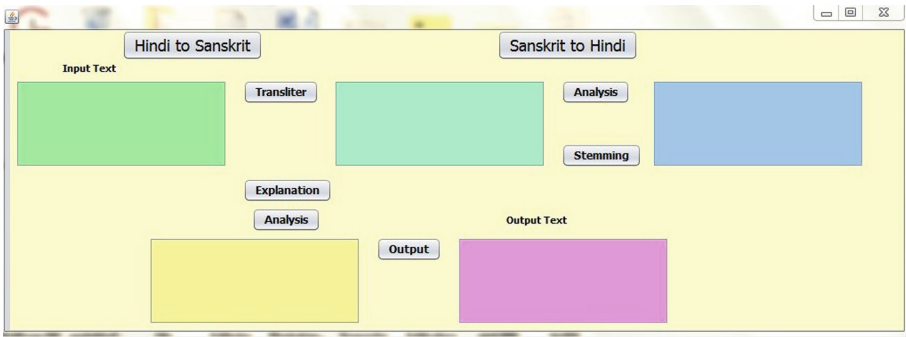 Hindi to Sanskrit
Sanskrit to Hindi
Input Text
Transliter
Analysis
Stemming
Explanation
Analysis
Output Text
Output